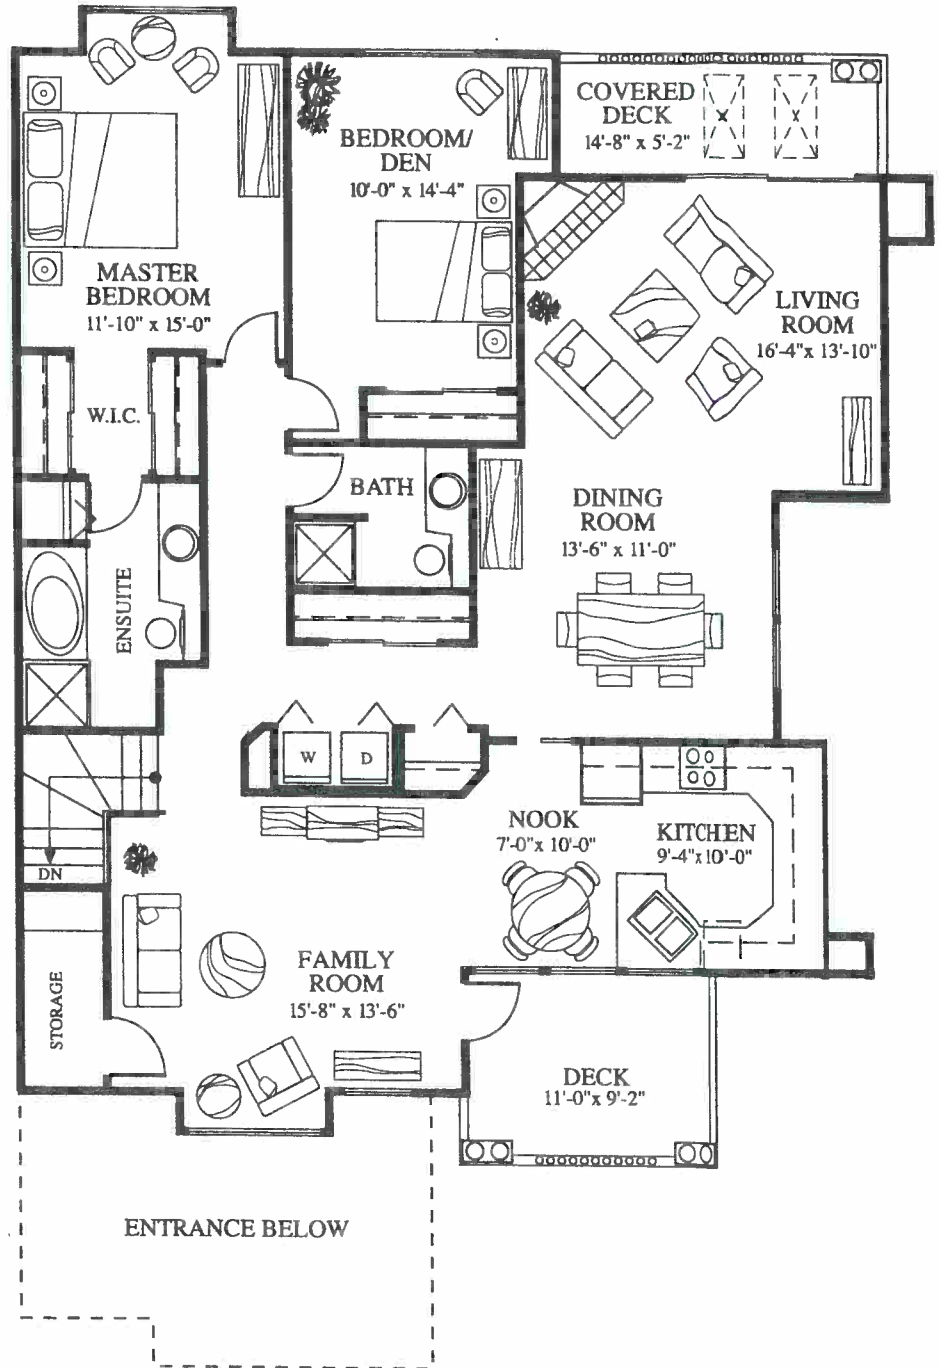 COVERED
DECK
14'-8" x 5'-2"
BEDROOM/
DEN
10'-0" x 14'-4"
MASTER
BEDROOM
11'-10" x 15'-0"
LIVING
ROOM
16'-4"x 13'-10"
W.I.C.
BATH
DINING
ROOM
13'-6" x 11'-0"
ENSUITE
W
D
NOOK
7'-0"x 10'-0"
KITCHEN
9'-4"x10'-0"
DN
FAMILY
ROOM
15'-8" x 13'-6"
STORAGE
DECK
11'-0"x 9'-2"
ENTRANCE BELOW